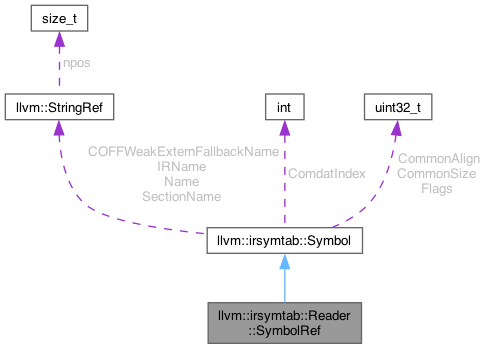 size_t
npos
llvm::StringRef
int
uint32_t
COFFWeakExternFallbackName
IRName
Name
SectionName
ComdatIndex
CommonAlign
CommonSize
Flags
llvm::irsymtab::Symbol
llvm::irsymtab::Reader
::SymbolRef